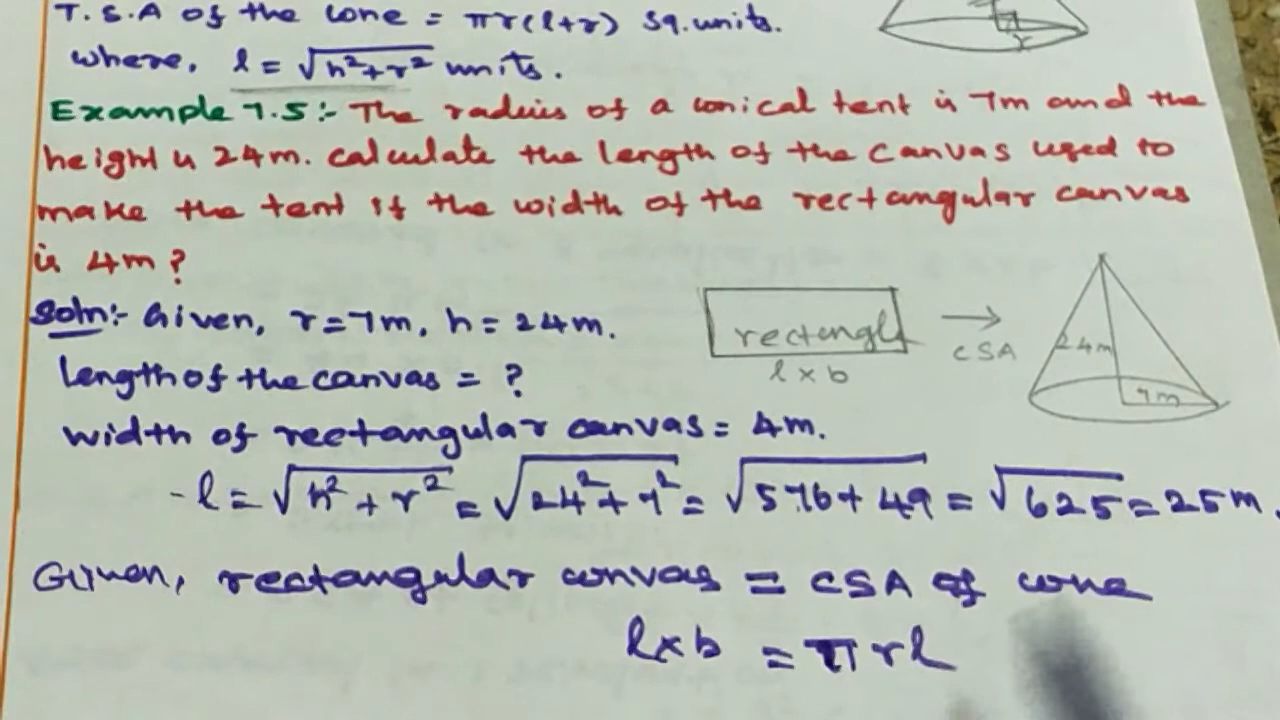 T.S.A of the cone = πr(l+r) sq.units.
where, l = √h²+r² units.
r
Example 7.5:- The radius of a conical tent is 7m and the
height is 24m. calculate the length of the canvas used to
make the tent if the width of the rectangular canvas
is 4m?
Soln:- Given, r=7m, h=24m.
rectangle
l x b
→
CSA
24m
7m
length of the canvas = ?
width of rectangular canvas = 4m.
- l = √h²+r² = √24²+7² = √576+49 = √625 = 25m.
Given, rectangular canvas = CSA of cone
l×b = πrl